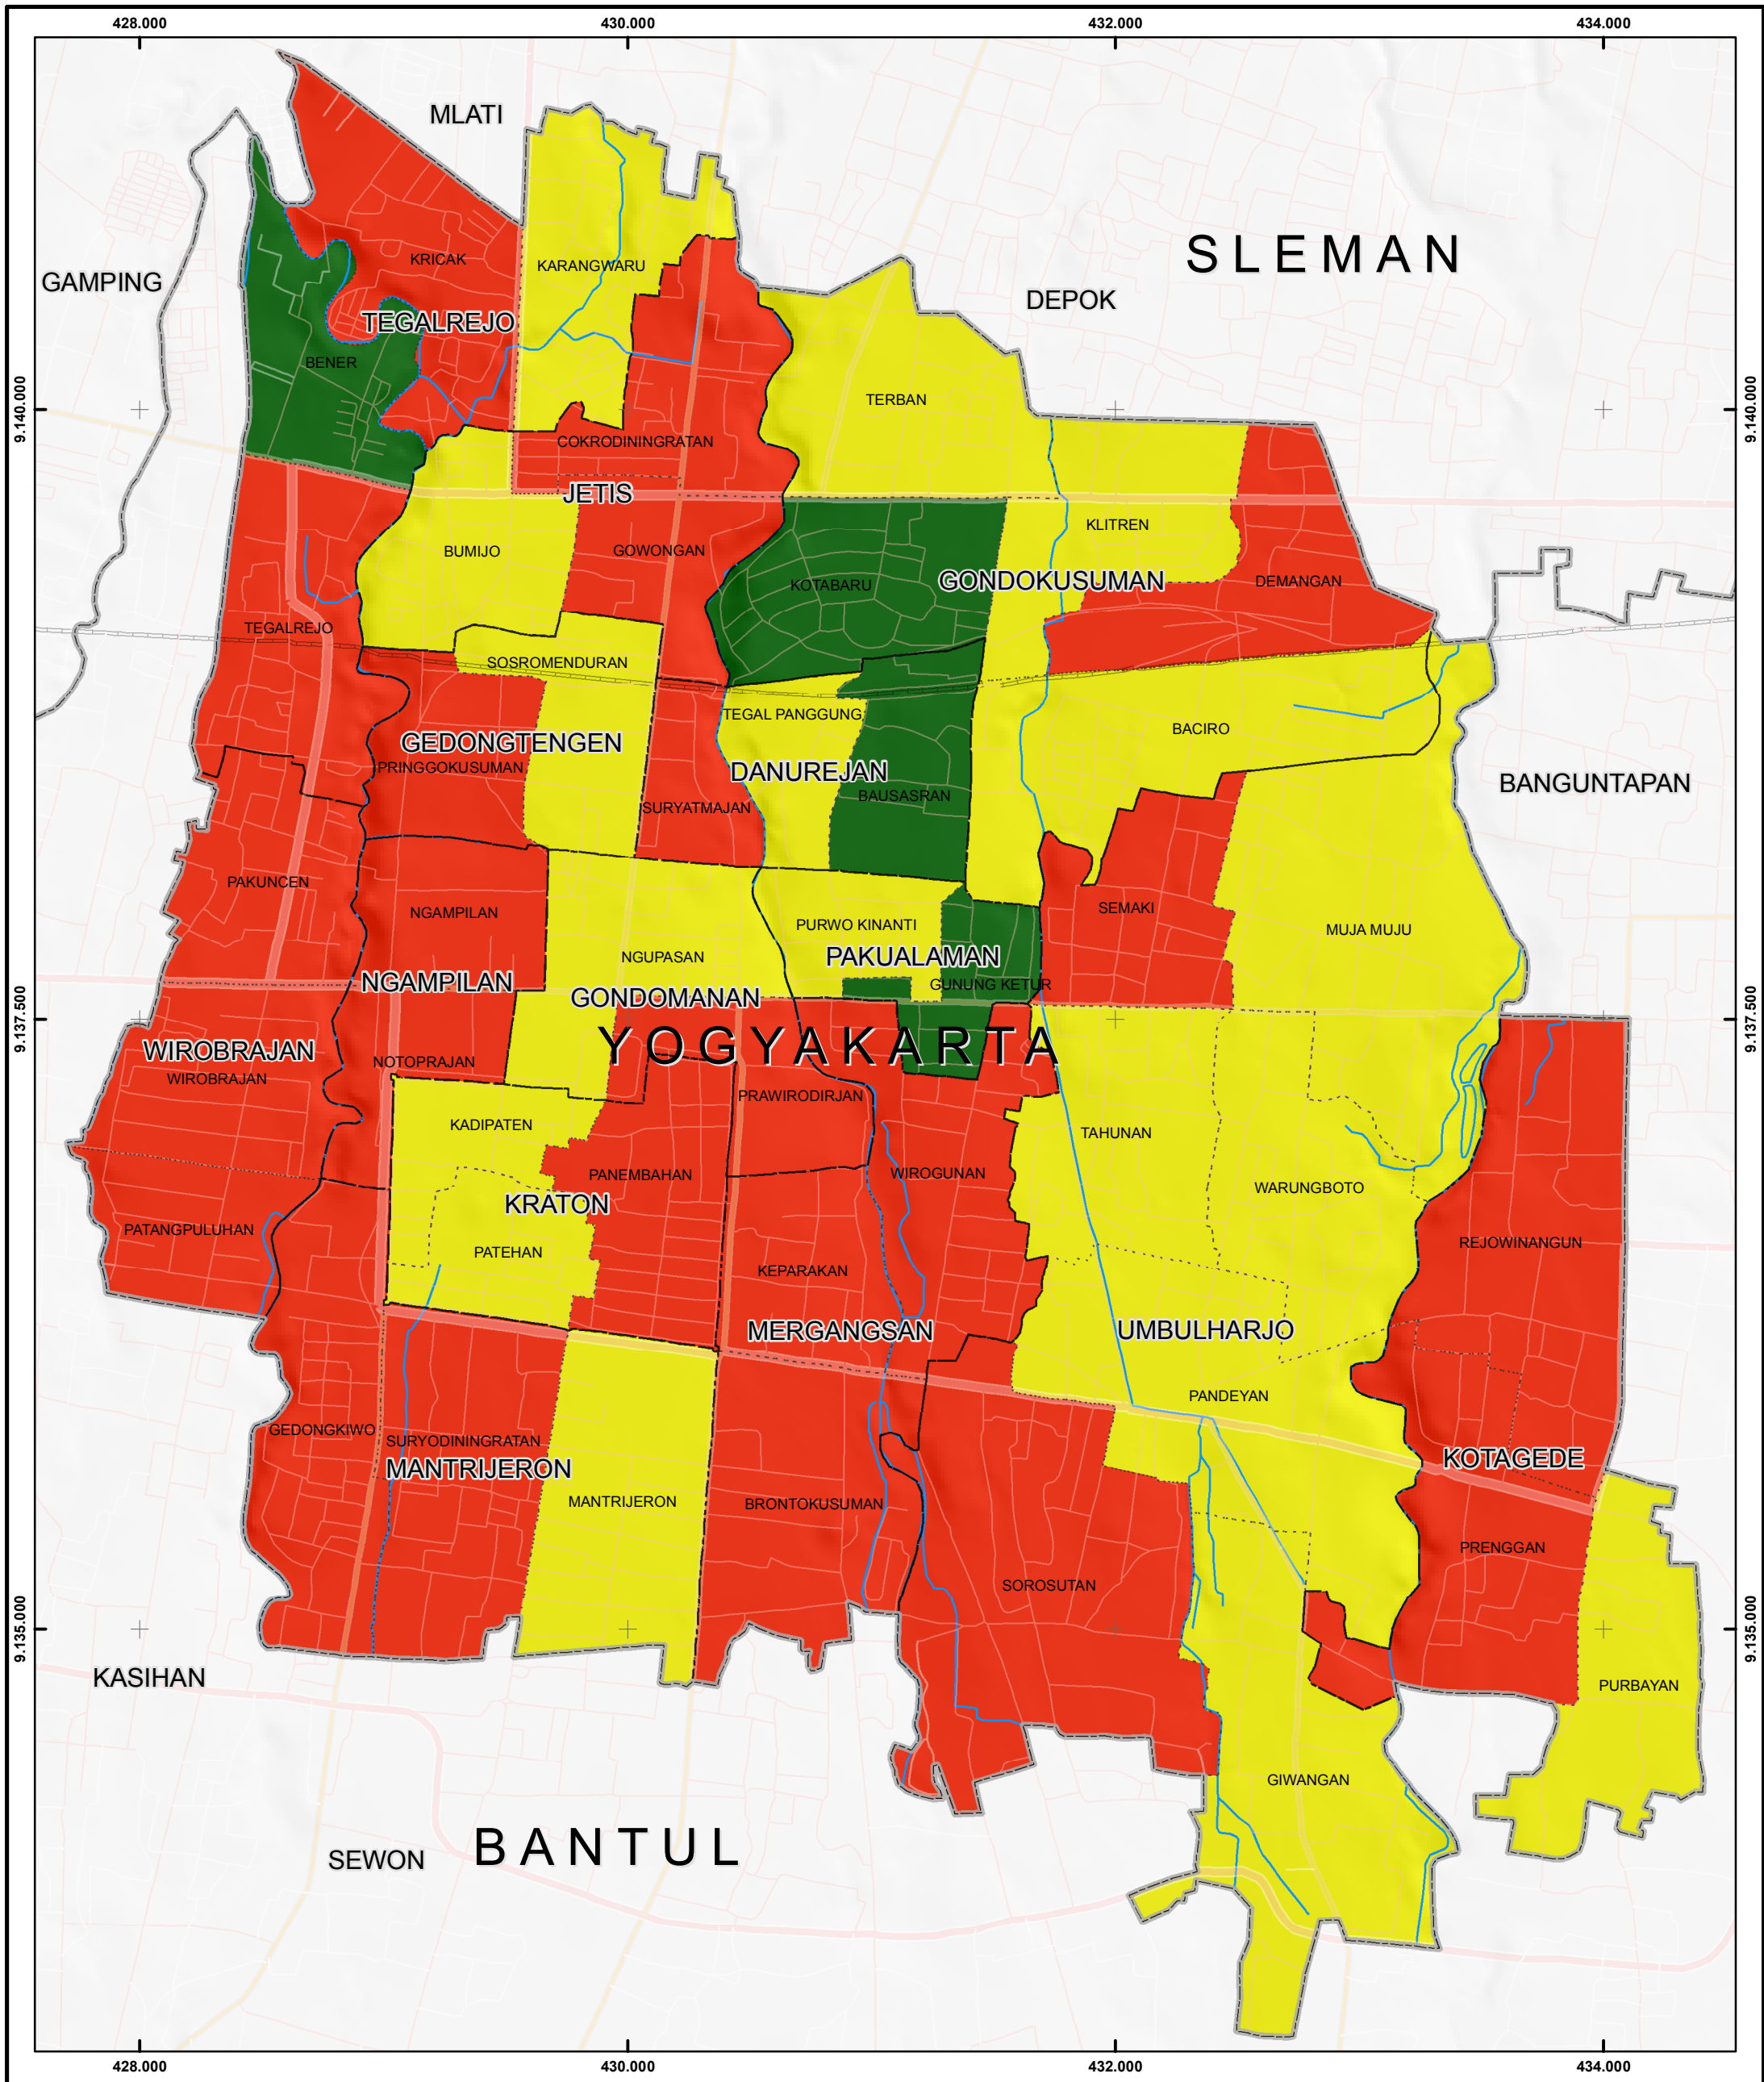 428.000 430.000 432.000 434.000
MLATI
SLEMAN
KRICAK
KARANGWARU
GAMPING
DEPOK
TEGALREJO
BENER
TERBAN
9.140.000
9.140.000
COKRODININGRATAN
JETIS
KLITREN
BUMIJO
GOWONGAN
KOTABARU
GONDOKUSUMAN
DEMANGAN
TEGALREJO
SOSROMENDURAN
TEGAL PANGGUNG
BACIRO
GEDONGTENGEN
PRINGGOKUSUMAN
DANUREJAN
BANGUNTAPAN
BAUSASRAN
SURYATMAJAN
PAKUNCEN
NGAMPILAN
SEMAKI
PURWO KINANTI
MUJA MUJU
NGUPASAN
PAKUALAMAN
NGAMPILAN
GUNUNG KETUR
GONDOMANAN
9.137.500
9.137.500
YOGYAKARTA
WIROBRAJAN
NOTOPRAJAN
WIROBRAJAN
PRAWIRODIRJAN
KADIPATEN
TAHUNAN
PANEMBAHAN
WIROGUNAN
WARUNGBOTO
KRATON
PATANGPULUHAN
REJOWINANGUN
PATEHAN
KEPARAKAN
MERGANGSAN
UMBULHARJO
PANDEYAN
GEDONGKIWO
SURYODININGRATAN
KOTAGEDE
MANTRIJERON
MANTRIJERON
BRONTOKUSUMAN
PRENGGAN
SOROSUTAN
9.135.000
9.135.000
KASIHAN
PURBAYAN
GIWANGAN
BANTUL
SEWON
428.000 430.000 432.000 434.000